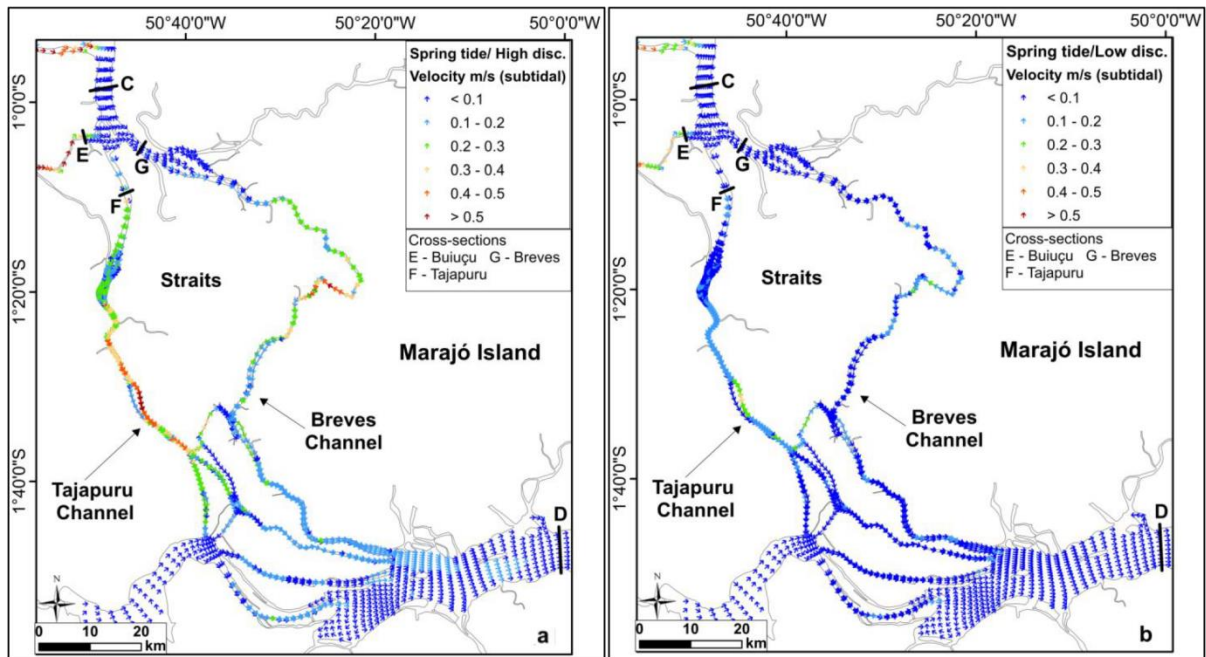 50°40'0"W 50°20'0"W 50°0'0"W
1°0'0"S
1°20'0"S
1°40'0"S
Spring tide/ High disc.
Velocity m/s (subtidal)
< 0.1
0.1 - 0.2
0.2 - 0.3
0.3 - 0.4
0.4 - 0.5
> 0.5
Cross-sections
E - Buiuçu G - Breves
F - Tajapuru
C
E
G
F
Straits
Marajó Island
Breves
Channel
Tajapuru
Channel
D
N
0 10 20
km
a
50°40'0"W 50°20'0"W 50°0'0"W
1°0'0"S
1°20'0"S
1°40'0"S
Spring tide/Low disc.
Velocity m/s (subtidal)
< 0.1
0.1 - 0.2
0.2 - 0.3
0.3 - 0.4
0.4 - 0.5
> 0.5
Cross-sections
E - Buiuçu G - Breves
F - Tajapuru
C
E
G
F
Straits
Marajó Island
Breves
Channel
Tajapuru
Channel
D
N
0 10 20
km
b